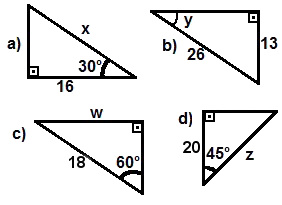 a) x 30° 16
b) y 26 13
c) w 18 60°
d) 20 45° z